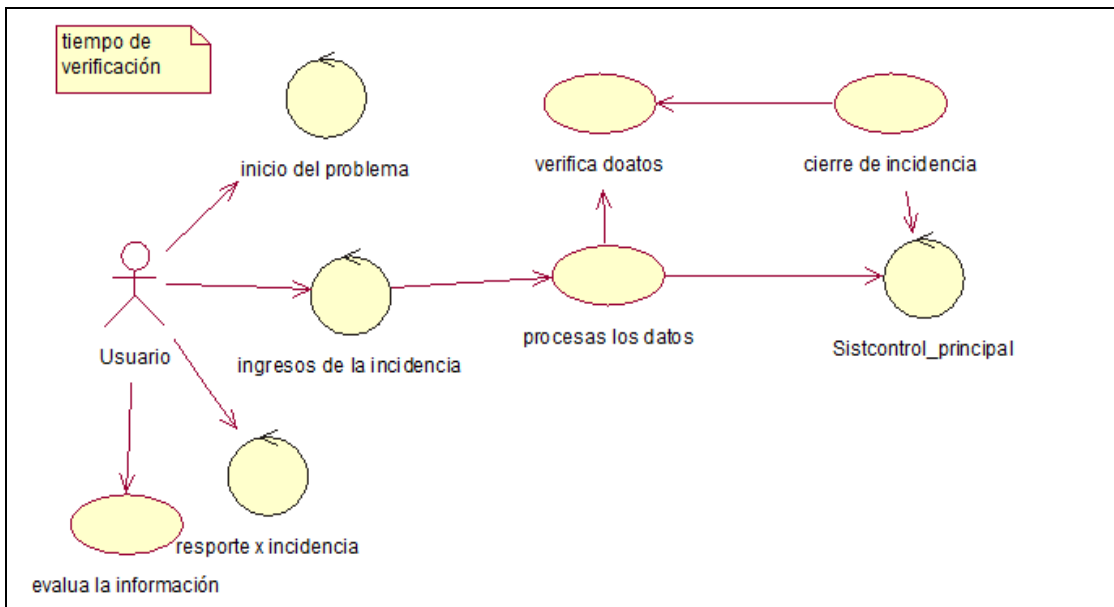 tiempo de
verificación
inicio del problema
verifica doatos
cierre de incidencia
Usuario
ingresos de la incidencia
procesas los datos
Sistcontrol_principal
resporte x incidencia
evalua la información